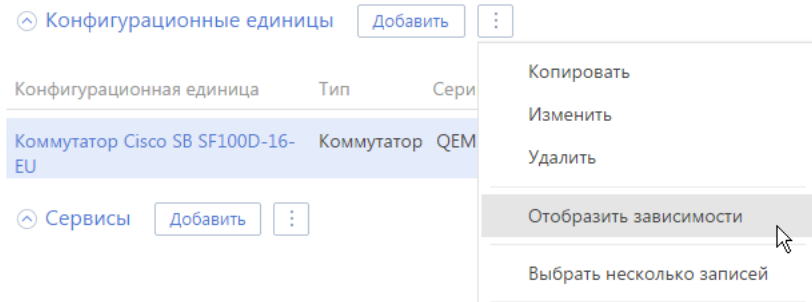 Конфигурационные единицы Добавить
Копировать
Конфигурационная единица Тип Сери
Изменить
Коммутатор Cisco SB SF100D-16- Коммутатор QEM
EU
Удалить
Сервисы Добавить
Отобразить зависимости
Выбрать несколько записей